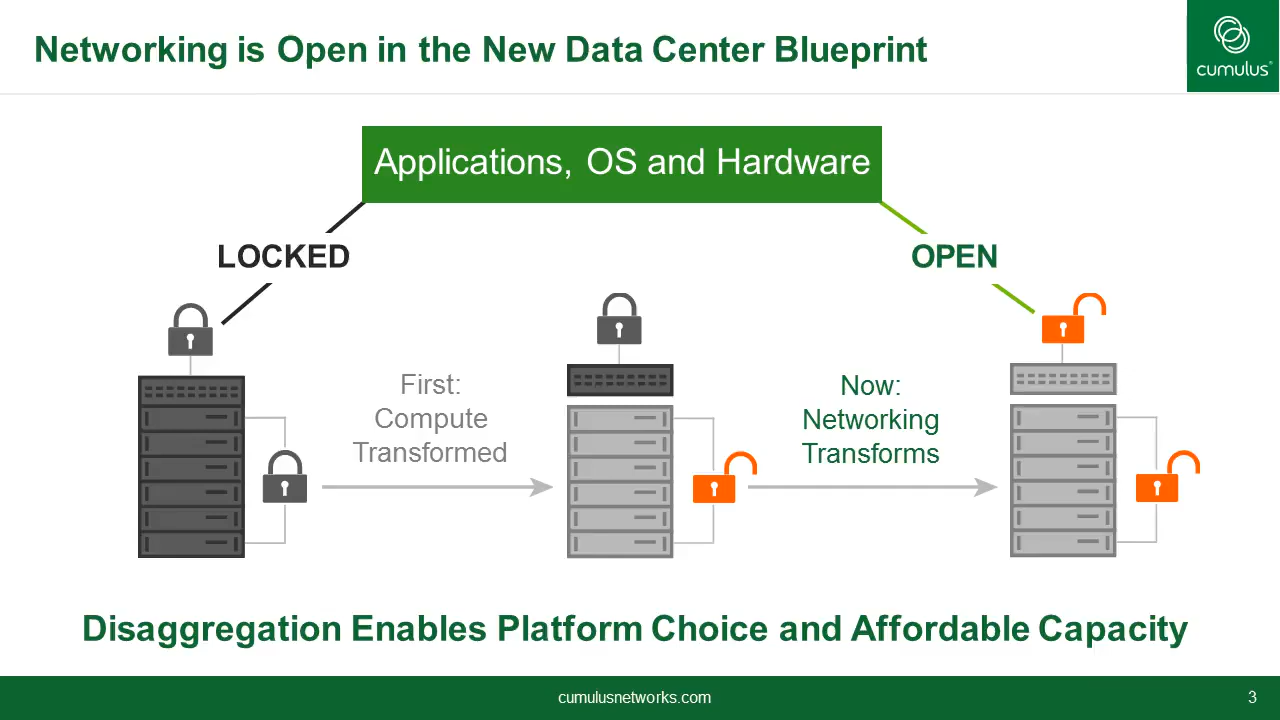 Networking is Open in the New Data Center Blueprint
cumulus®
Applications, OS and Hardware
LOCKED
OPEN
First:
Compute
Transformed
Now:
Networking
Transforms
Disaggregation Enables Platform Choice and Affordable Capacity
cumulusnetworks.com
3